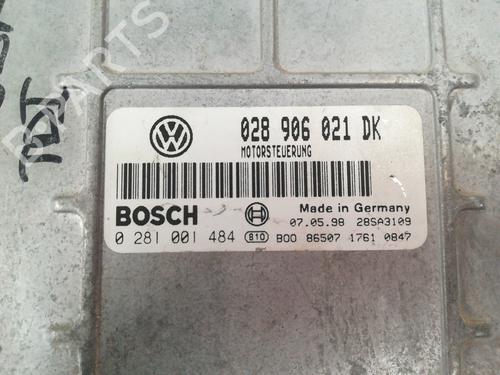 028 906 021 DK
MOTORSTEUERUNG
BOSCH
Made in Germany
07.05.98 28SA3109
0 281 001 484 810 B00 86507 1761 0847
TDI